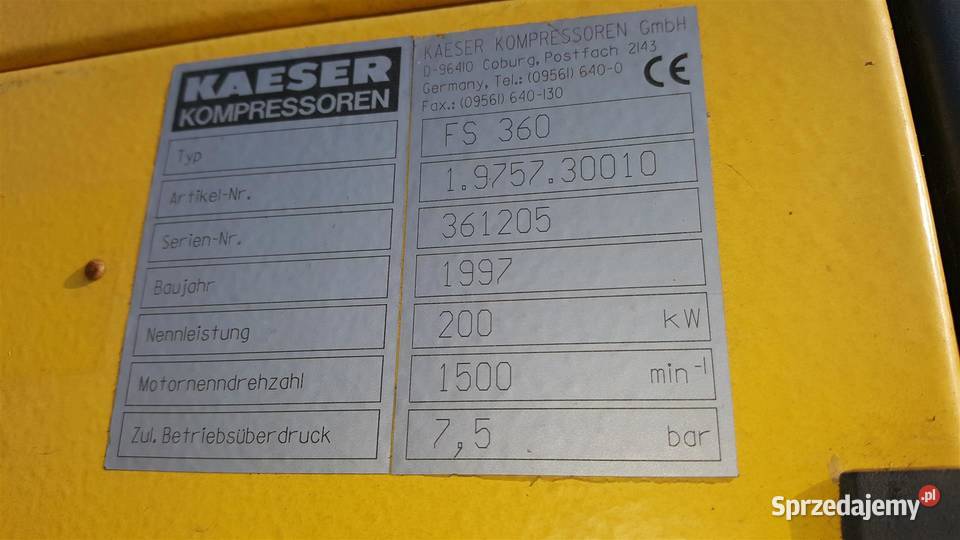 KAESER
KOMPRESSOREN
KAESER KOMPRESSOREN GmbH
D-96410 Coburg, Postfach 2143
Germany, Tel.: (09561) 640-0
Fax.: (09561) 640-130
CE
Typ FS 360
Artikel-Nr. 1.9757.30010
Serien-Nr. 361205
Baujahr 1997
Nennleistung 200 kW
Motornenndrehzahl 1500 min⁻¹
Zul. Betriebsüberdruck 7,5 bar
Sprzedajemy.pl